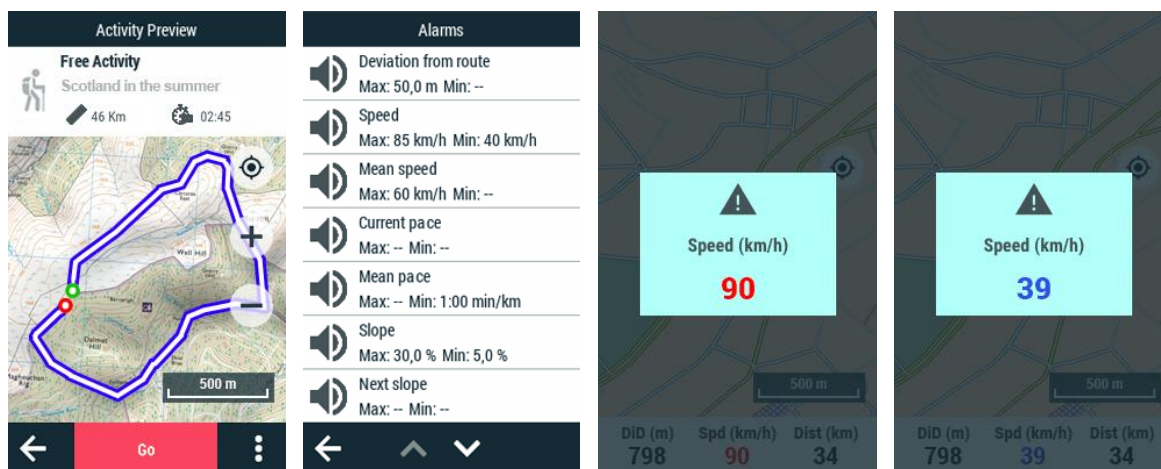 Activity Preview
Free Activity
Scotland in the summer
46 Km 02:45
Well Hill
Dalmet Hill
500 m
Go
Alarms
Deviation from route
Max: 50,0 m Min: --
Speed
Max: 85 km/h Min: 40 km/h
Mean speed
Max: 60 km/h Min: --
Current pace
Max: -- Min: --
Mean pace
Max: -- Min: 1:00 min/km
Slope
Max: 30,0 % Min: 5,0 %
Next slope
Max: -- Min: --
Speed (km/h)
90
500 m
DiD (m) Spd (km/h) Dist (km)
798 90 34
Speed (km/h)
39
500 m
DiD (m) Spd (km/h) Dist (km)
798 39 34